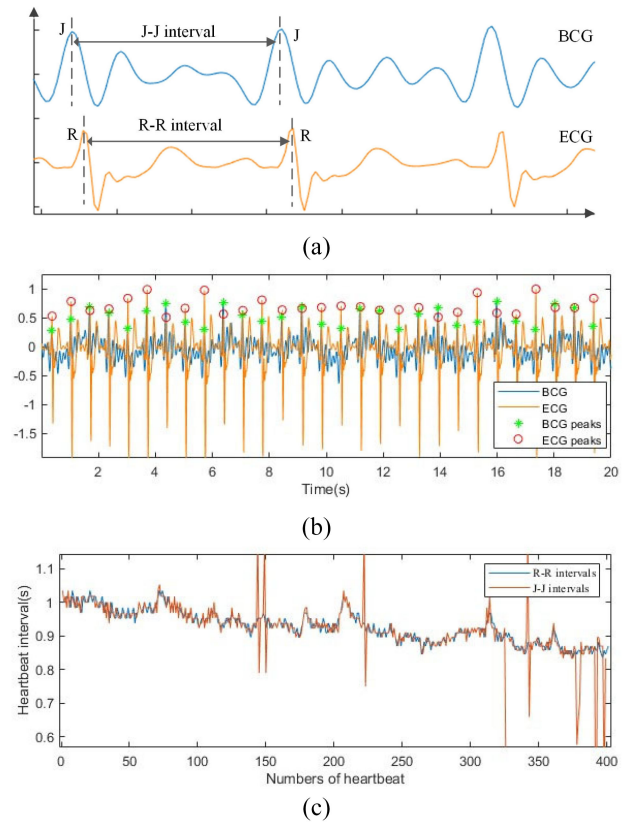 J
J-J interval
J
BCG
R
R-R interval
R
ECG
(a)
1
0.5
0
-0.5
-1
-1.5
BCG
ECG
BCG peaks
ECG peaks
2 4 6 8 10 12 14 16 18 20
Time(s)
(b)
1.1
1
0.9
0.8
0.7
0.6
Heartbeat interval(s)
R-R intervals
J-J intervals
0 50 100 150 200 250 300 350 400
Numbers of heartbeat
(c)